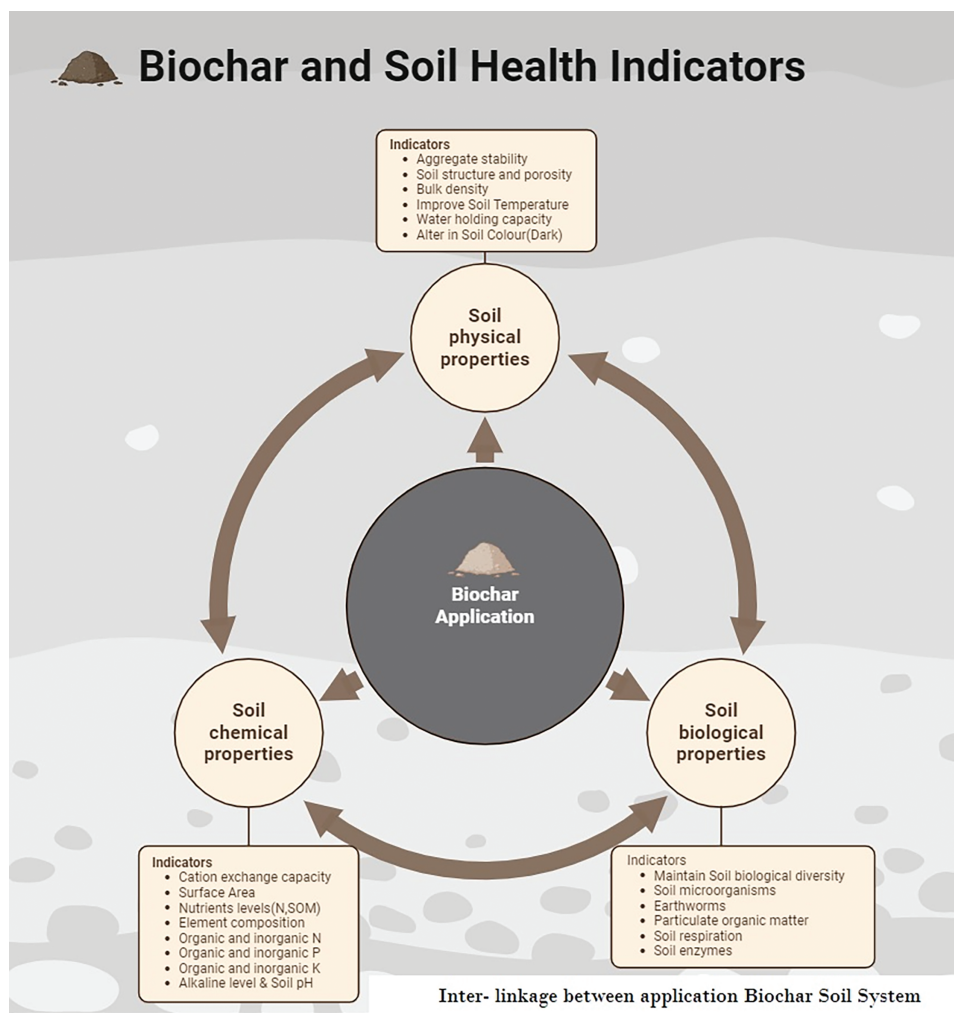 Biochar and Soil Health Indicators
Indicators
• Aggregate stability
• Soil structure and porosity
• Bulk density
• Improve Soil Temperature
• Water holding capacity
• Alter in Soil Colour(Dark)
Soil
physical
properties
Biochar
Application
Soil
chemical
properties
Soil
biological
properties
Indicators
• Cation exchange capacity
• Surface Area
• Nutrients levels(N,SOM)
• Element composition
• Organic and inorganic N
• Organic and inorganic P
• Organic and inorganic K
• Alkaline level & Soil pH
Indicators
• Maintain Soil biological diversity
• Soil microorganisms
• Earthworms
• Particulate organic matter
• Soil respiration
• Soil enzymes
Inter- linkage between application Biochar Soil System